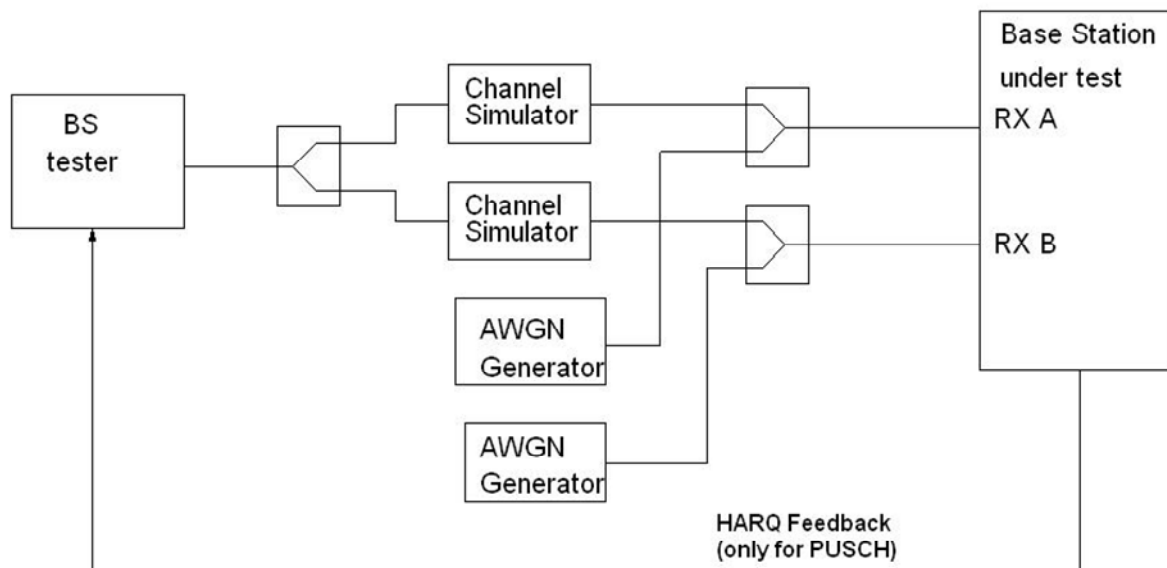 BS
tester
Channel
Simulator
Channel
Simulator
AWGN
Generator
AWGN
Generator
Base Station
under test
RX A
RX B
HARQ Feedback
(only for PUSCH)